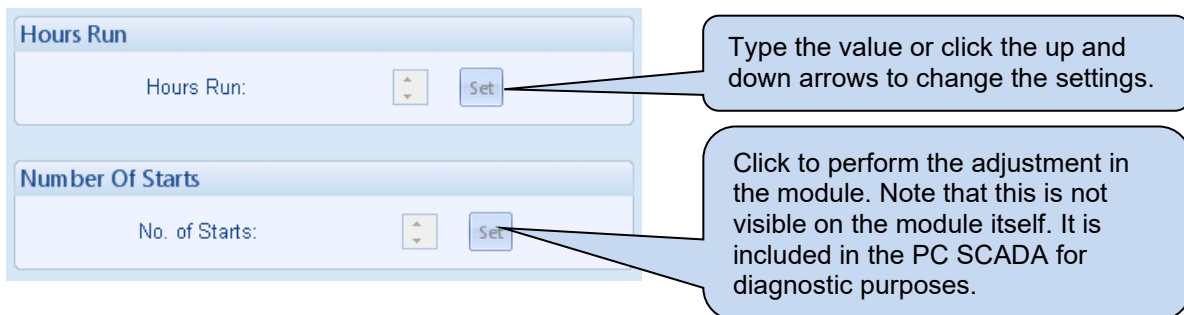 Hours Run
Hours Run:
Set
Type the value or click the up and
down arrows to change the settings.
Number Of Starts
No. of Starts:
Set
Click to perform the adjustment in
the module. Note that this is not
visible on the module itself. It is
included in the PC SCADA for
diagnostic purposes.